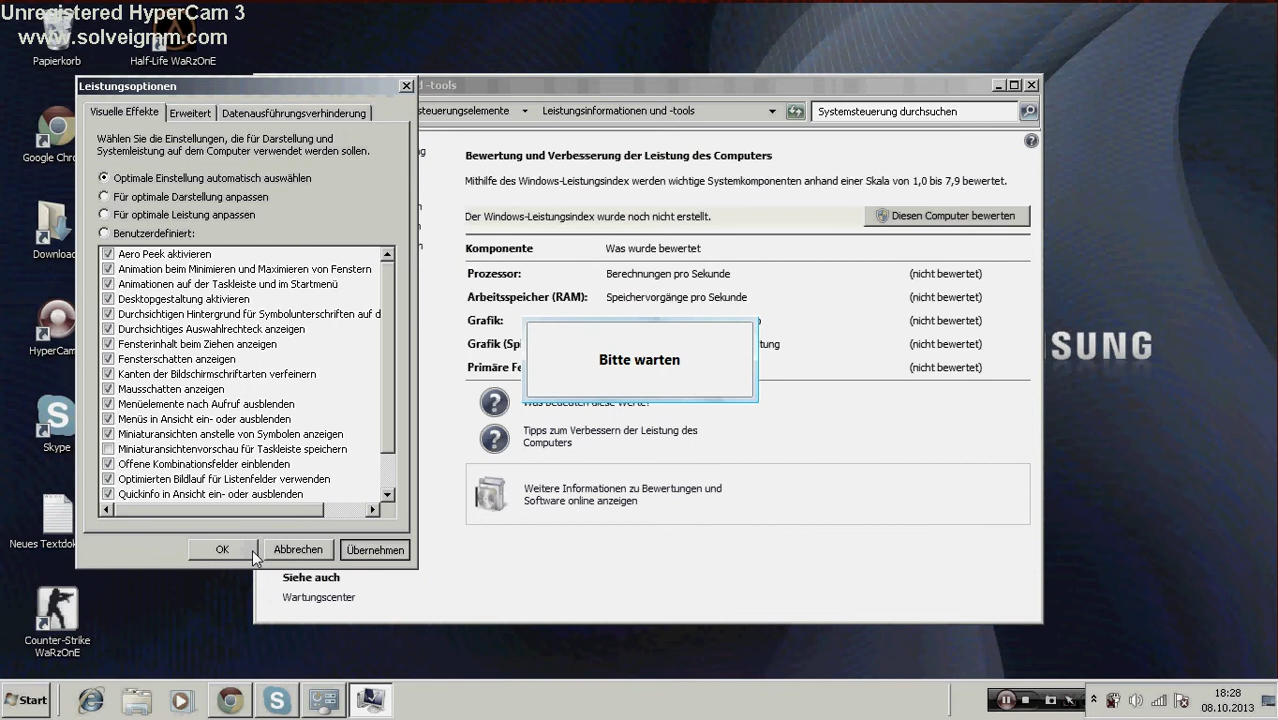 Unregistered HyperCam 3
www.solveigmm.com
Papierkorb
Half-Life WaRzOnE
Google Chro
Download
HyperCam
Skype
Neues Textdok
Counter-Strike
WaRzOnE
Leistungsoptionen
Visuelle Effekte
Erweitert
Datenausführungsverhinderung
Wählen Sie die Einstellungen, die für Darstellung und
Systemleistung auf dem Computer verwendet werden sollen.
Optimale Einstellung automatisch auswählen
Für optimale Darstellung anpassen
Für optimale Leistung anpassen
Benutzerdefiniert:
Aero Peek aktivieren
Animation beim Minimieren und Maximieren von Fenstern
Animationen auf der Taskleiste und im Startmenü
Desktopgestaltung aktivieren
Durchsichtigen Hintergrund für Symbolunterschriften auf d
Durchsichtiges Auswahlrechteck anzeigen
Fensterinhalt beim Ziehen anzeigen
Fensterschatten anzeigen
Kanten der Bildschirmschriftarten verfeinern
Mausschatten anzeigen
Menüelemente nach Aufruf ausblenden
Menüs in Ansicht ein- oder ausblenden
Miniaturansichten anstelle von Symbolen anzeigen
Miniaturansichtenvorschau für Taskleiste speichern
Offene Kombinationsfelder einblenden
Optimierten Bildlauf für Listenfelder verwenden
Quickinfo in Ansicht ein- oder ausblenden
OK
Abbrechen
Übernehmen
-tools
steuerungselemente
Leistungsinformationen und -tools
Systemsteuerung durchsuchen
Bewertung und Verbesserung der Leistung des Computers
Mithilfe des Windows-Leistungsindex werden wichtige Systemkomponenten anhand einer Skala von 1,0 bis 7,9 bewertet.
Der Windows-Leistungsindex wurde noch nicht erstellt.
Diesen Computer bewerten
Komponente Was wurde bewertet
Prozessor: Berechnungen pro Sekunde (nicht bewertet)
Arbeitsspeicher (RAM): Speichervorgänge pro Sekunde (nicht bewertet)
Grafik: (nicht bewertet)
Grafik (Spi tung (nicht bewertet)
Primäre Fe (nicht bewertet)
Bitte warten
Was bedeuten diese Werte?
Tipps zum Verbessern der Leistung des
Computers
Weitere Informationen zu Bewertungen und
Software online anzeigen
Siehe auch
Wartungscenter
SUNG
Start
18:28
08.10.2013